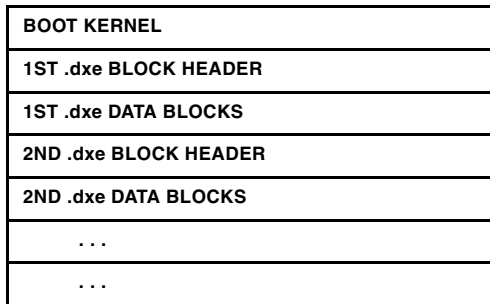 BOOT KERNEL
1ST .dxe BLOCK HEADER
1ST .dxe DATA BLOCKS
2ND .dxe BLOCK HEADER
2ND .dxe DATA BLOCKS
. . .
. . .